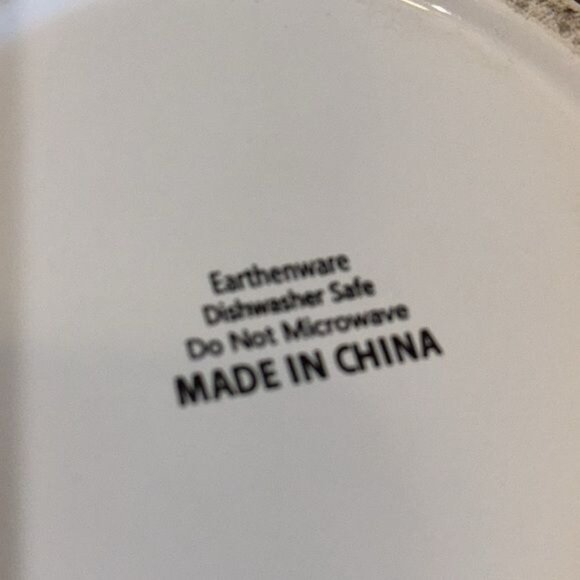 Earthenware
Dishwasher Safe
Do Not Microwave
MADE IN CHINA